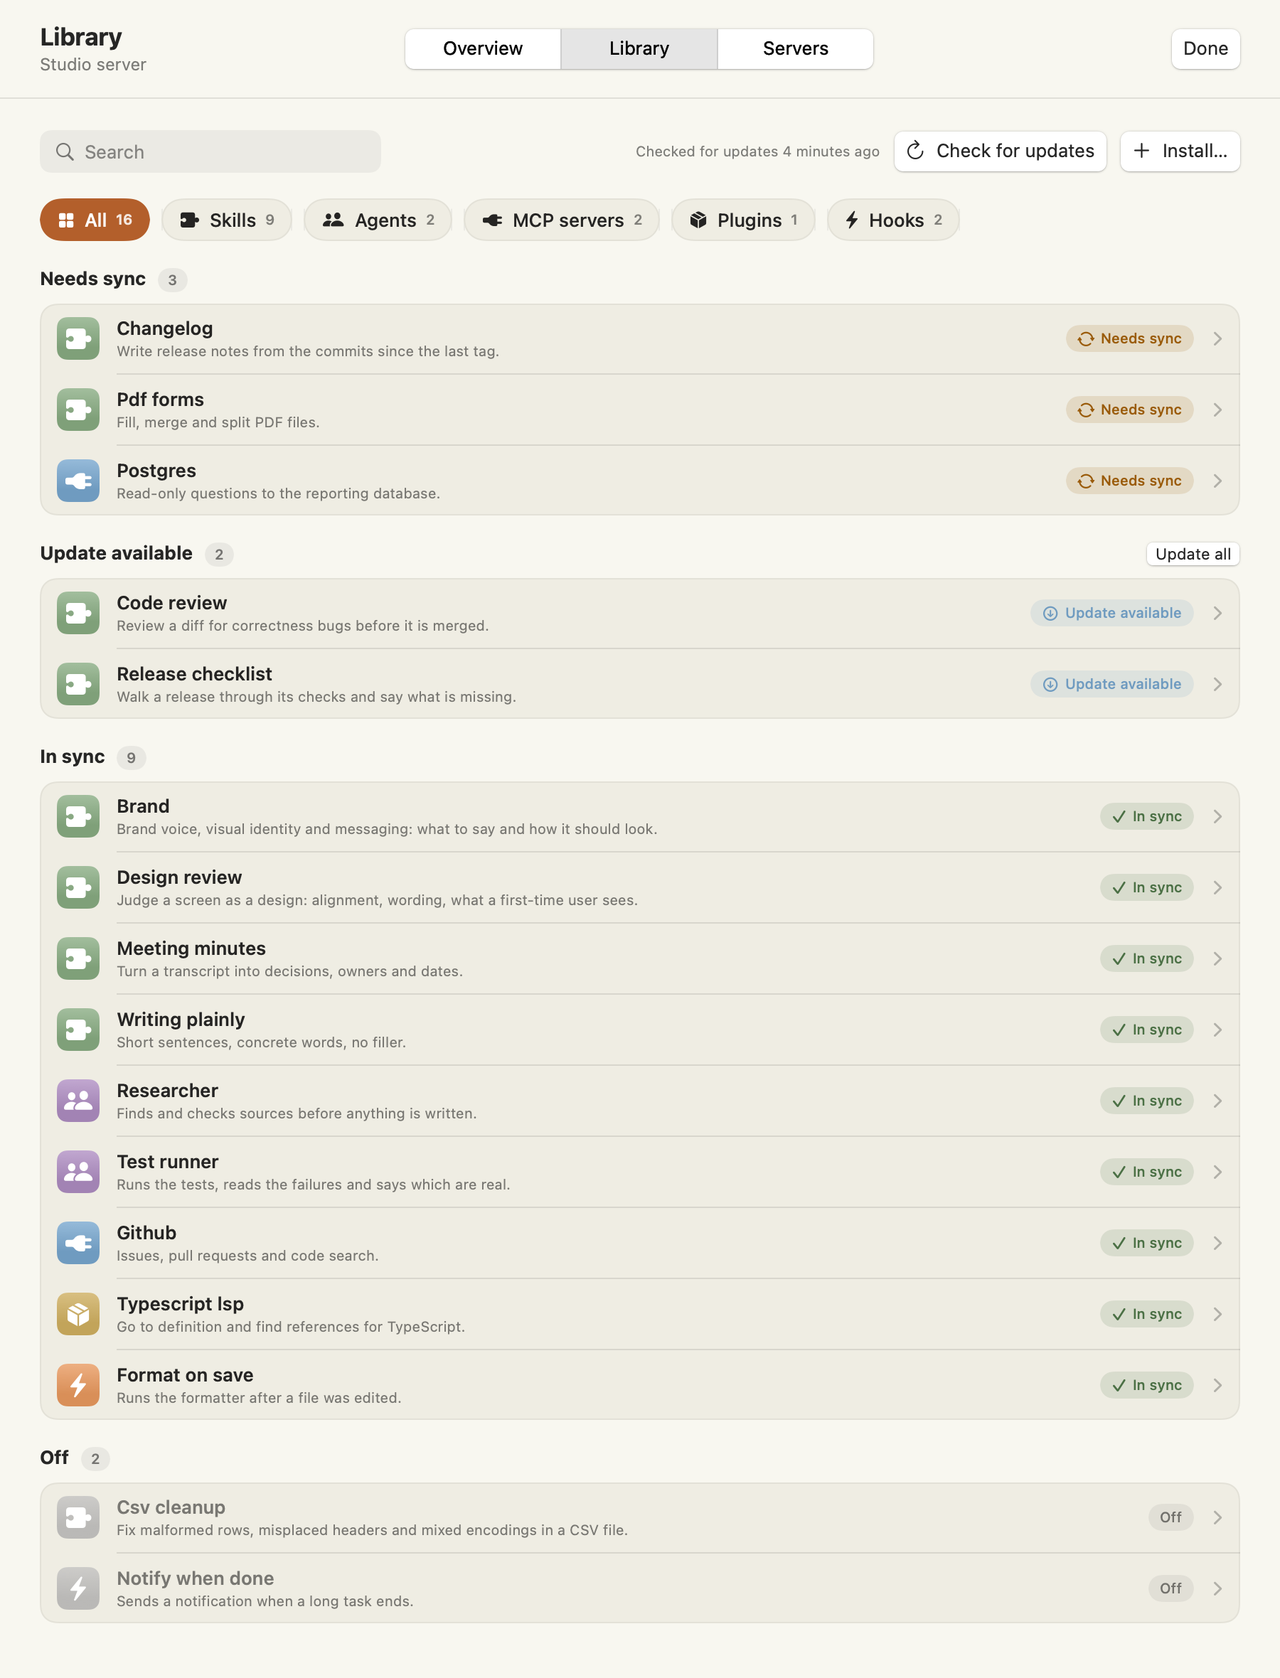 Library
Studio server
Overview
Library
Servers
Done
Search
Checked for updates 4 minutes ago
Check for updates
Install...
All 16
Skills 9
Agents 2
MCP servers 2
Plugins 1
Hooks 2
Needs sync 3
Changelog
Write release notes from the commits since the last tag.
Needs sync
Pdf forms
Fill, merge and split PDF files.
Needs sync
Postgres
Read-only questions to the reporting database.
Needs sync
Update available 2
Update all
Code review
Review a diff for correctness bugs before it is merged.
Update available
Release checklist
Walk a release through its checks and say what is missing.
Update available
In sync 9
Brand
Brand voice, visual identity and messaging: what to say and how it should look.
In sync
Design review
Judge a screen as a design: alignment, wording, what a first-time user sees.
In sync
Meeting minutes
Turn a transcript into decisions, owners and dates.
In sync
Writing plainly
Short sentences, concrete words, no filler.
In sync
Researcher
Finds and checks sources before anything is written.
In sync
Test runner
Runs the tests, reads the failures and says which are real.
In sync
Github
Issues, pull requests and code search.
In sync
Typescript lsp
Go to definition and find references for TypeScript.
In sync
Format on save
Runs the formatter after a file was edited.
In sync
Off 2
Csv cleanup
Fix malformed rows, misplaced headers and mixed encodings in a CSV file.
Off
Notify when done
Sends a notification when a long task ends.
Off